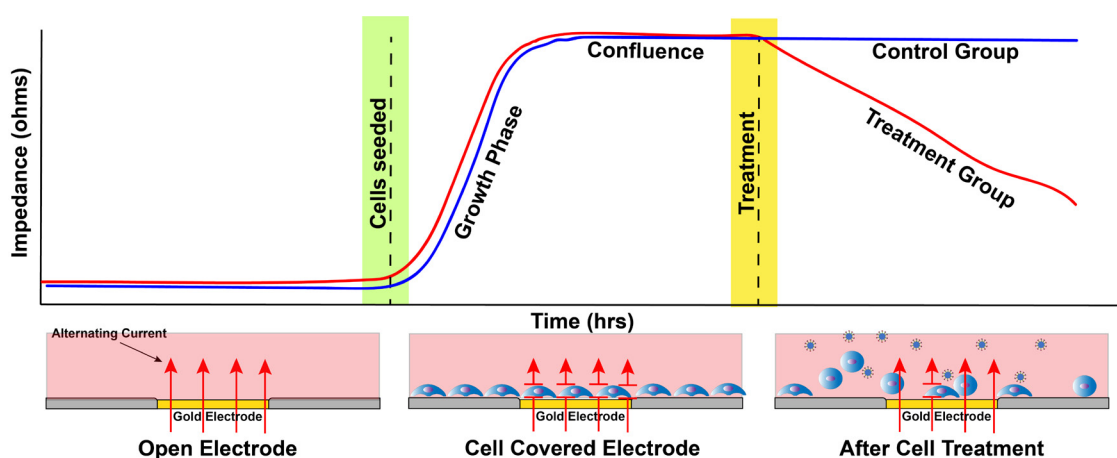 Impedance (ohms)
Cells seeded
Growth Phase
Confluence
Treatment
Control Group
Treatment Group
Time (hrs)
Alternating Current
Gold Electrode
Gold Electrode
Gold Electrode
Open Electrode
Cell Covered Electrode
After Cell Treatment